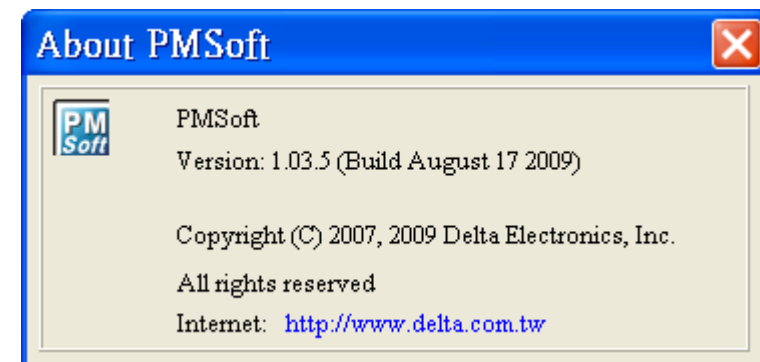 About PMSoft
PM
Soft
PMSoft
Version: 1.03.5 (Build August 17 2009)
Copyright (C) 2007, 2009 Delta Electronics, Inc.
All rights reserved
Internet: http://www.delta.com.tw